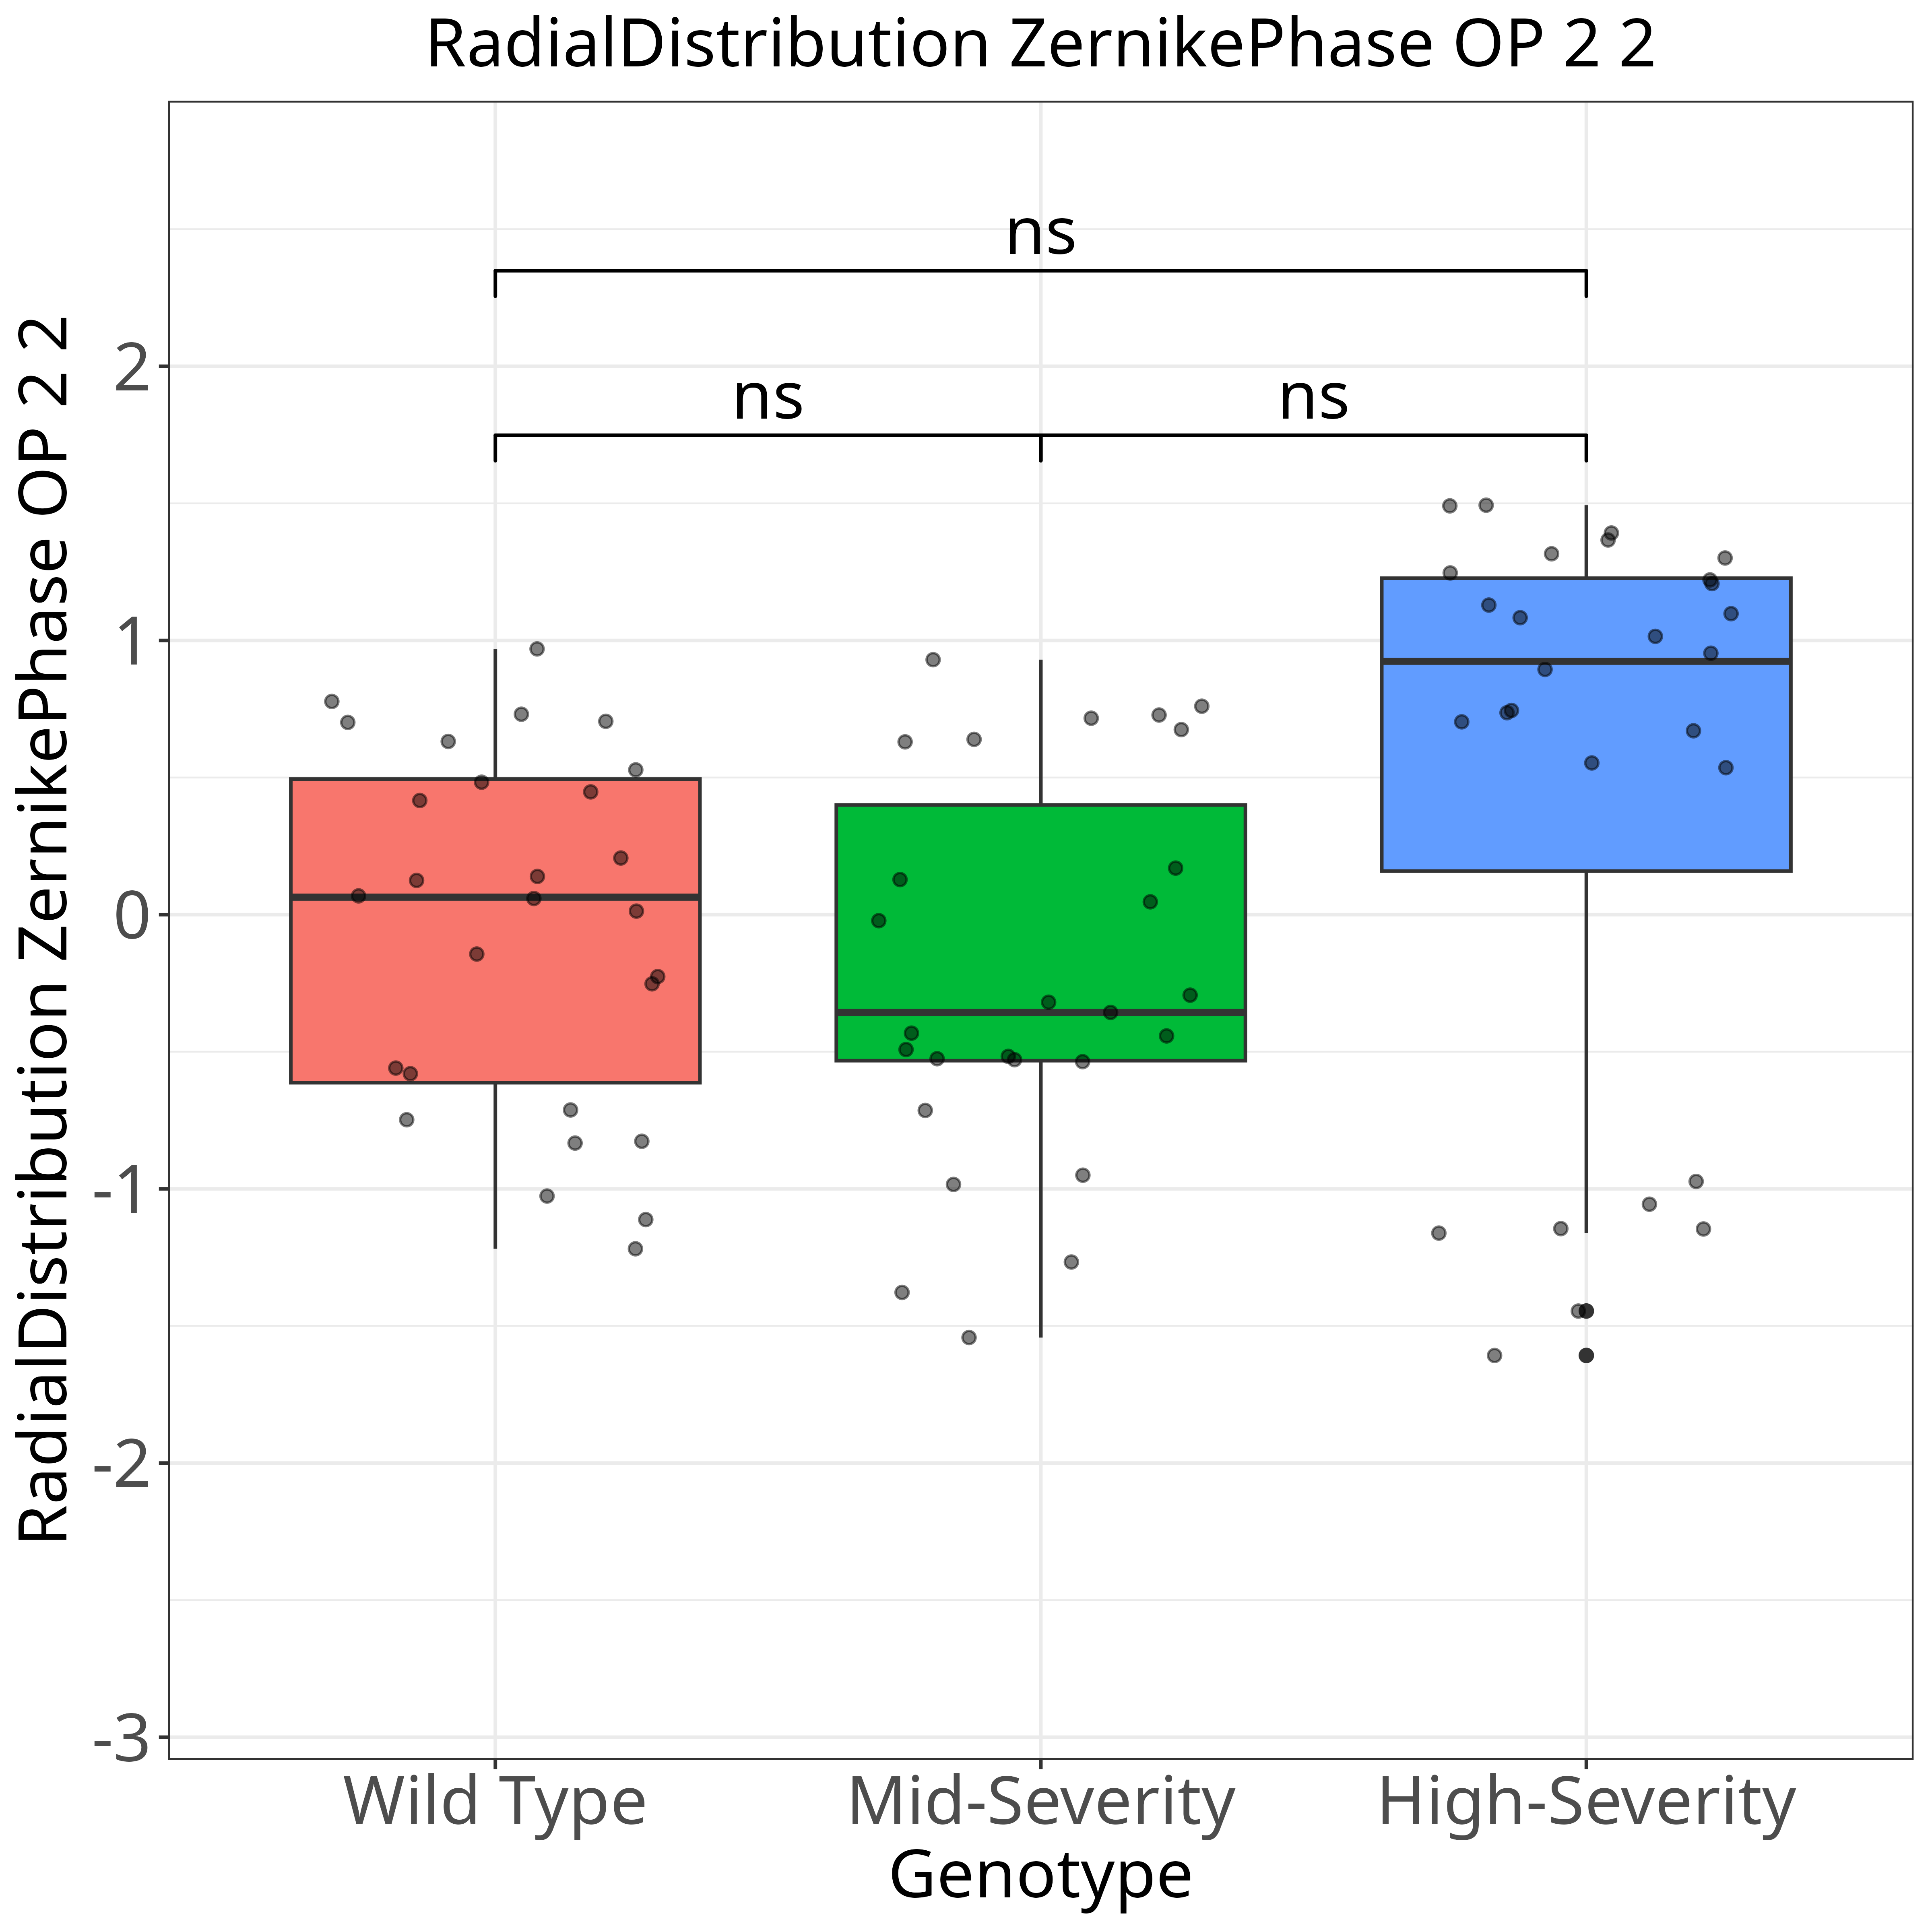 RadialDistribution ZernikePhase OP 2 2
RadialDistribution ZernikePhase OP 2 2
ns
ns
ns
2
1
0
-1
-2
-3
Wild Type
Mid-Severity
High-Severity
Genotype